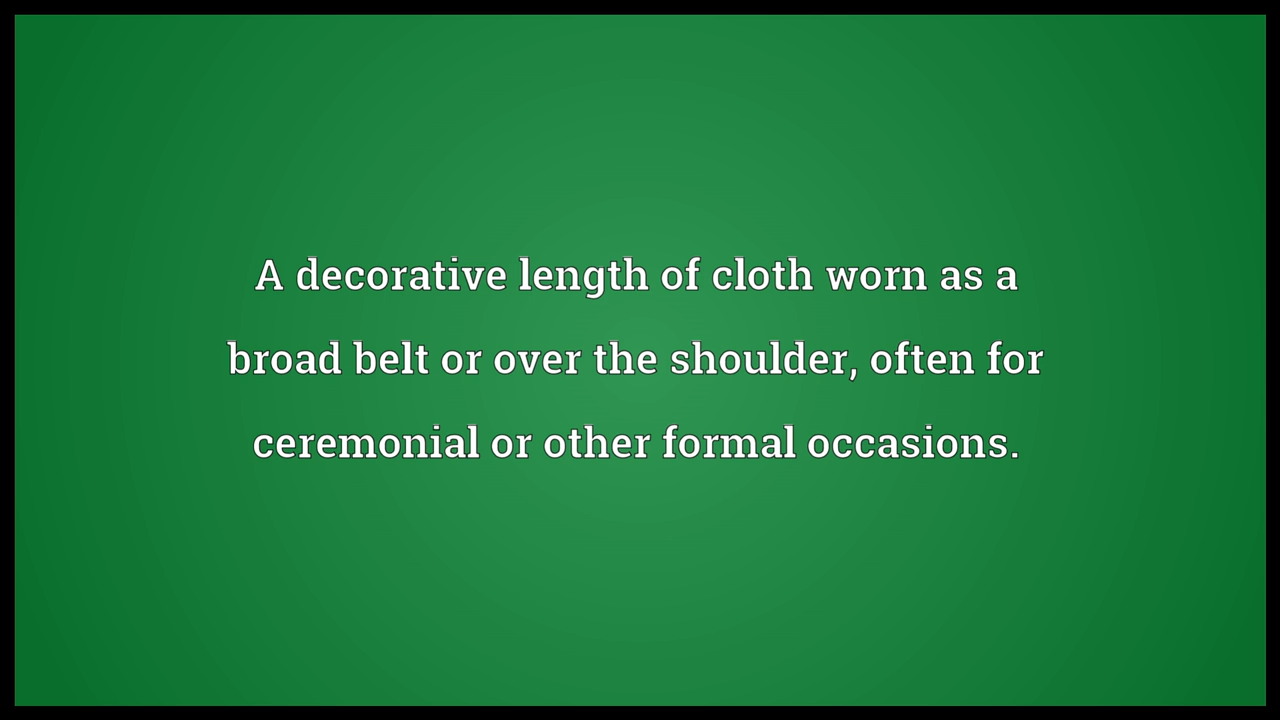 A decorative length of cloth worn as a
broad belt or over the shoulder, often for
ceremonial or other formal occasions.